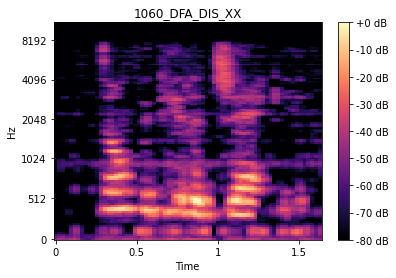 1060_DFA_DIS_XX
+0 dB
8192
-10 dB
4096
-20 dB
-30 dB
2048
Hz
-40 dB
1024
-50 dB
512
-60 dB
-70 dB
0
-80 dB
0
0.5
1
1.5
Time